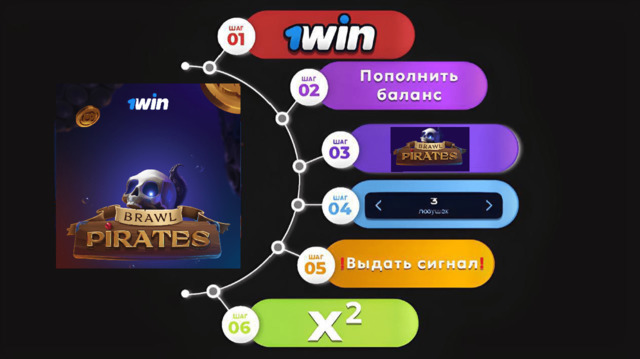 ШАГ
01
1win
ШАГ
02
Пополнить
баланс
1win
BRAWL
PIRATES
ШАГ
03
BRAWL
PIRATES
ШАГ
04
3
ловушек
ШАГ
05
!Выдать сигнал!
ШАГ
06
x²